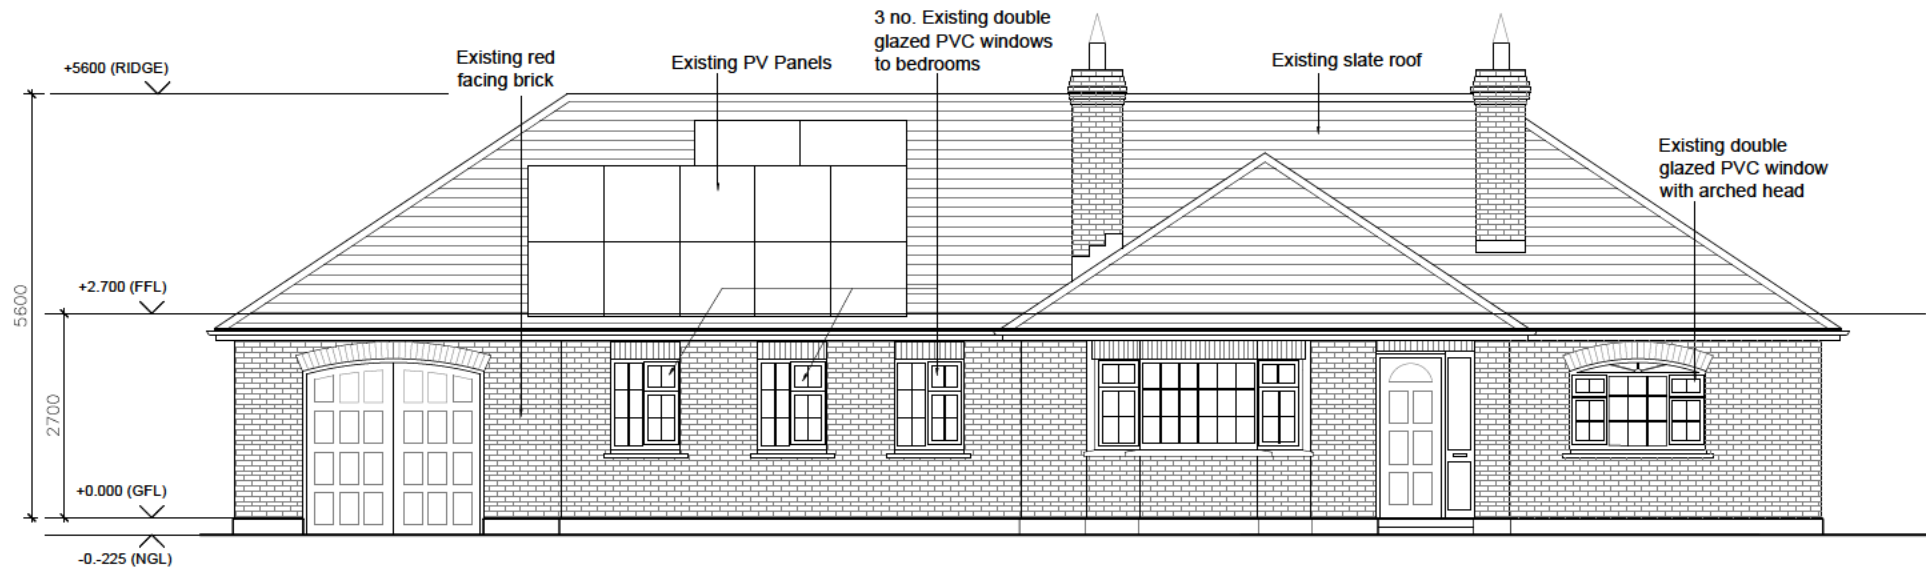 3 no. Existing double
glazed PVC windows
to bedrooms
Existing red
facing brick
Existing PV Panels
Existing slate roof
+5600 (RIDGE)
Existing double
glazed PVC window
with arched head
+2.700 (FFL)
5600
2700
+0.000 (GFL)
-0.-225 (NGL)